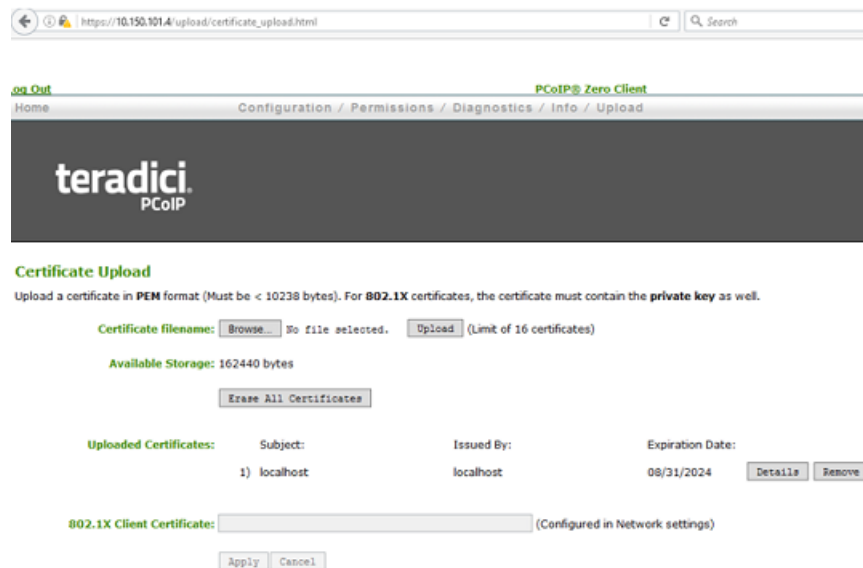 https://10.150.101.4/upload/certificate_upload.html Search
og Out PCoIP® Zero Client
Home Configuration / Permissions / Diagnostics / Info / Upload
teradici.
PCoIP
Certificate Upload
Upload a certificate in PEM format (Must be < 10238 bytes). For 802.1X certificates, the certificate must contain the private key as well.
Certificate filename: Browse... No file selected. Upload (Limit of 16 certificates)
Available Storage: 162440 bytes
Erase All Certificates
Uploaded Certificates: Subject: Issued By: Expiration Date:
1) localhost localhost 08/31/2024 Details Remove
802.1X Client Certificate: (Configured in Network settings)
Apply Cancel